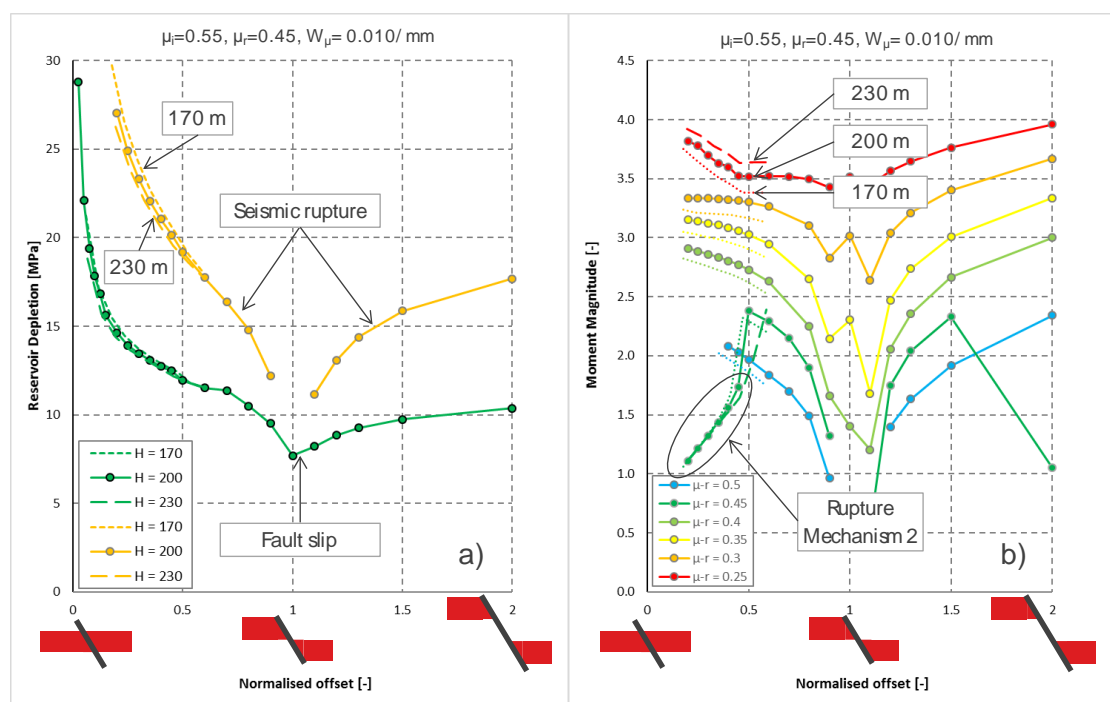 μi=0.55, μr=0.45, Wμ= 0.010/ mm
30
25
20
15
10
5
0
Reservoir Depletion [MPa]
170 m
230 m
Seismic rupture
Fault slip
H = 170
H = 200
H = 230
H = 170
H = 200
H = 230
a)
0
0.5
1
1.5
2
Normalised offset [-]
μi=0.55, μr=0.45, Wμ= 0.010/ mm
4.5
4.0
3.5
3.0
2.5
2.0
1.5
1.0
0.5
0.0
Moment Magnitude [-]
230 m
200 m
170 m
Rupture
Mechanism 2
μ-r = 0.5
μ-r = 0.45
μ-r = 0.4
μ-r = 0.35
μ-r = 0.3
μ-r = 0.25
b)
0
0.5
1
1.5
2
Normalised offset [-]